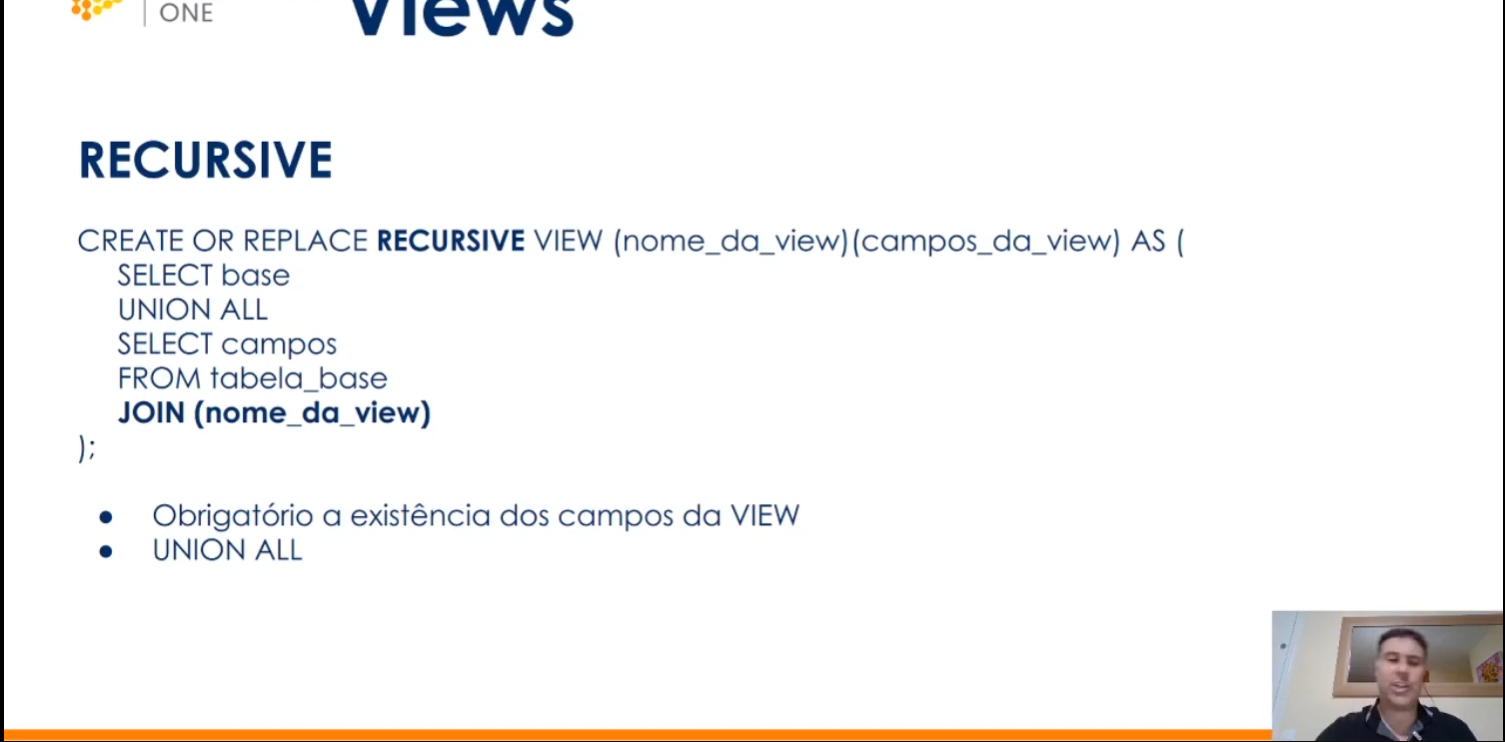 ONE
Views
RECURSIVE
CREATE OR REPLACE RECURSIVE VIEW (nome_da_view)(campos_da_view) AS (
SELECT base
UNION ALL
SELECT campos
FROM tabela_base
JOIN (nome_da_view)
);
● Obrigatório a existência dos campos da VIEW
● UNION ALL